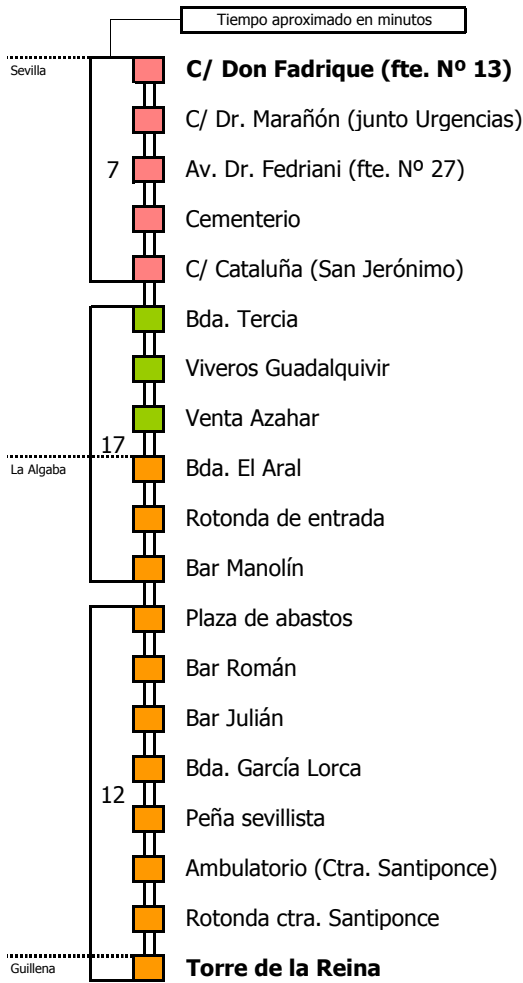 Tiempo aproximado en minutos
Sevilla
C/ Don Fadrique (fte. Nº 13)
C/ Dr. Marañón (junto Urgencias)
7
Av. Dr. Fedriani (fte. Nº 27)
Cementerio
C/ Cataluña (San Jerónimo)
Bda. Tercia
Viveros Guadalquivir
Venta Azahar
17
La Algaba
Bda. El Aral
Rotonda de entrada
Bar Manolín
Plaza de abastos
Bar Román
Bar Julián
Bda. García Lorca
12
Peña sevillista
Ambulatorio (Ctra. Santiponce)
Rotonda ctra. Santiponce
Guillena
Torre de la Reina